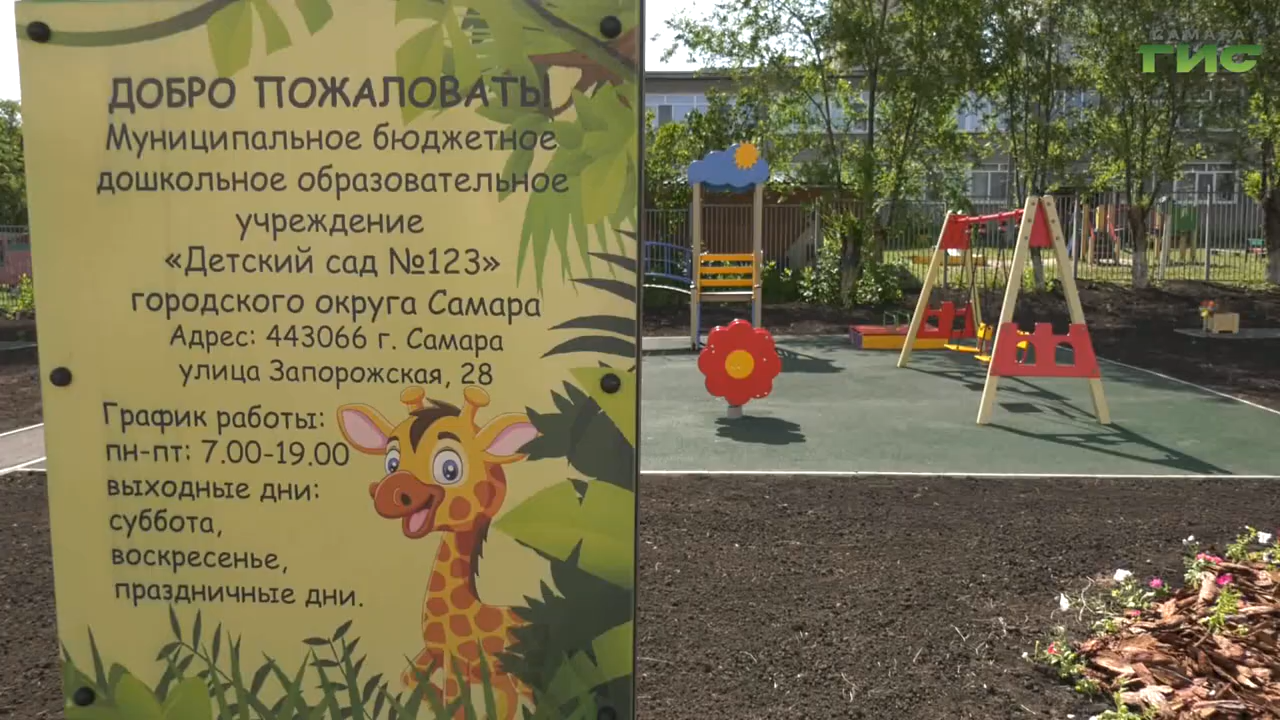 ДОБРО ПОЖАЛОВАТЬ!
Муниципальное бюджетное
дошкольное образовательное
учреждение
«Детский сад №123»
городского округа Самара
Адрес: 443066 г. Самара
улица Запорожская, 28
График работы:
пн-пт: 7.00-19.00
выходные дни:
суббота,
воскресенье,
праздничные дни.
САМАРА
ГИС